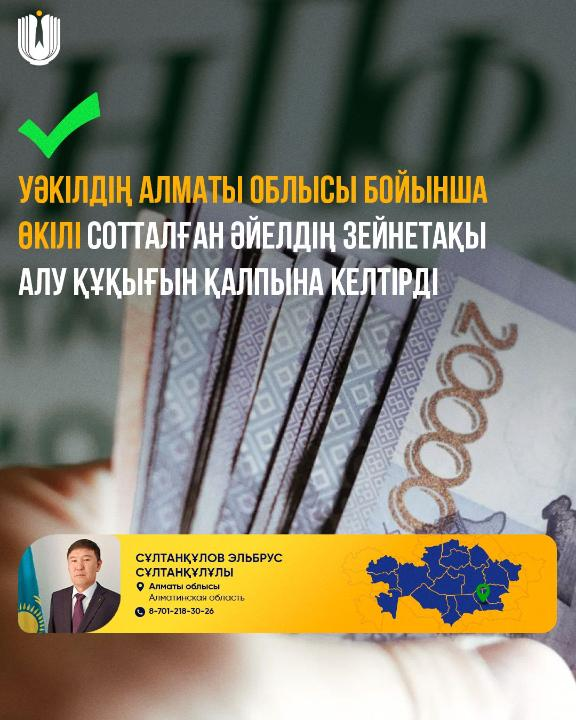 УӘКІЛДІҢ АЛМАТЫ ОБЛЫСЫ БОЙЫНША
ӨКІЛІ СОТТАЛҒАН ӘЙЕЛДІҢ ЗЕЙНЕТАҚЫ
АЛУ ҚҰҚЫҒЫН ҚАЛПЫНА КЕЛТІРДІ
20000
СҰЛТАНҚҰЛОВ ЭЛЬБРУС
СҰЛТАНҚҰЛҰЛЫ
Алматы облысы
Алматинская область
8-701-218-30-26